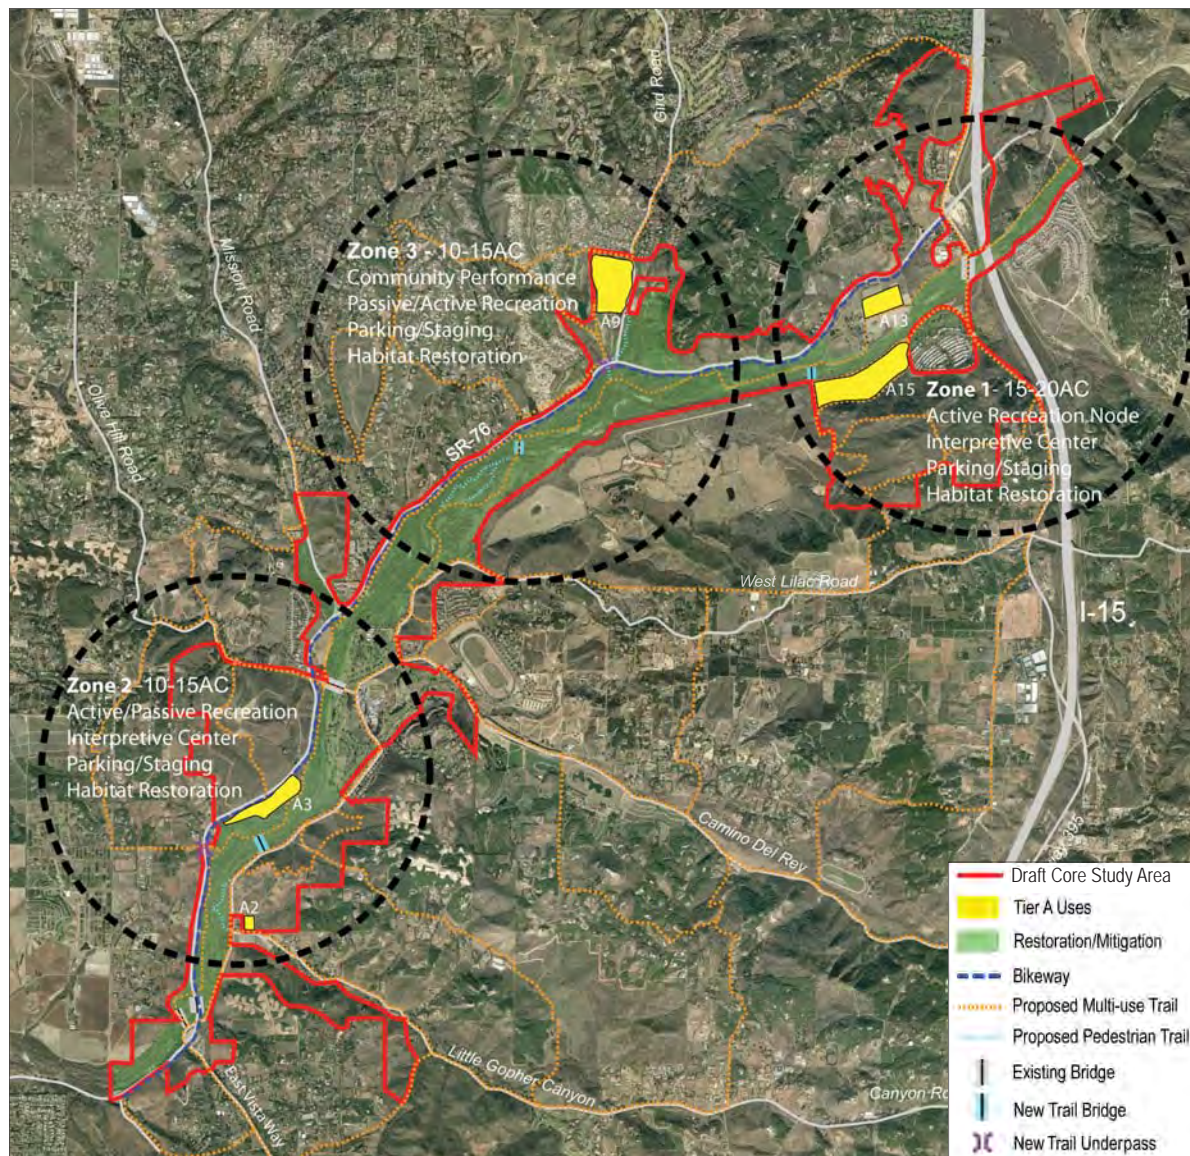 Gird Road
Mission Road
Olive Hill Road
Zone 3 - 10-15AC
Community Performance
Passive/Active Recreation
Parking/Staging
Habitat Restoration
A9
A13
A15
Zone 1 - 15-20AC
Active Recreation Node
Interpretive Center
Parking/Staging
Habitat Restoration
SR-76
West Lilac Road
I-15
Zone 2 -10-15AC
Active/Passive Recreation
Interpretive Center
Parking/Staging
Habitat Restoration
A3
A2
Camino Del Rey
395
Little Gopher Canyon
Canyon
East Vista Way
Draft Core Study Area
Tier A Uses
Restoration/Mitigation
Bikeway
Proposed Multi-use Trail
Proposed Pedestrian Trail
Existing Bridge
New Trail Bridge
New Trail Underpass